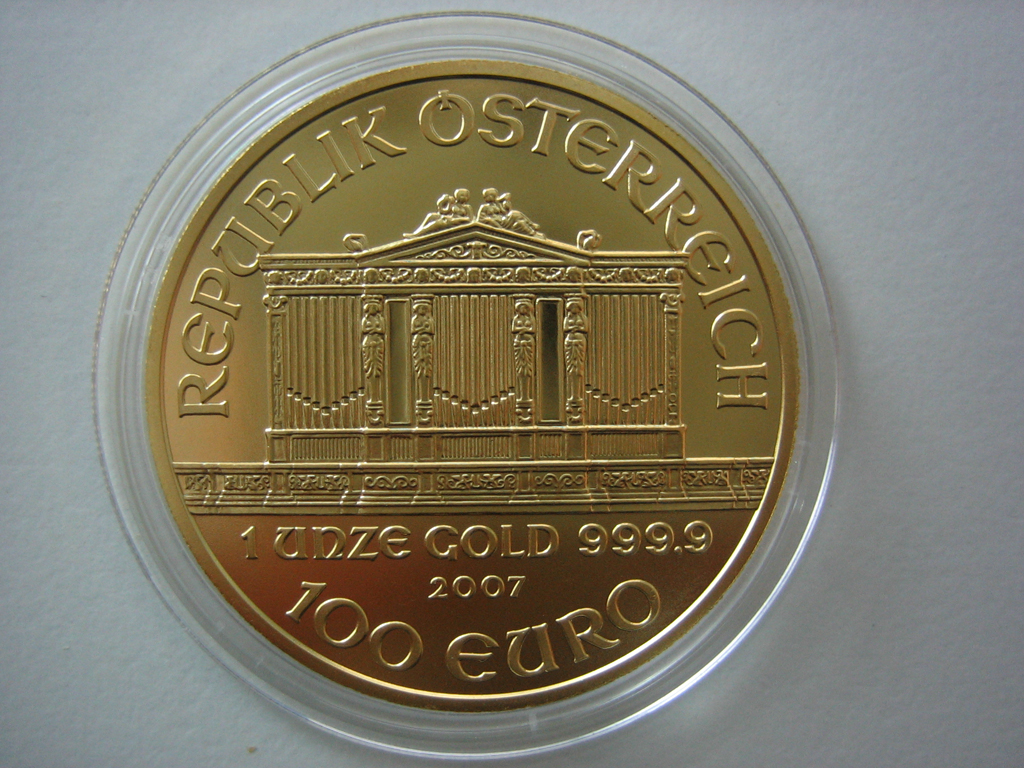 REPUBLIK ÖSTERREICH
1 UNZE GOLD 999.9
2007
100 EURO